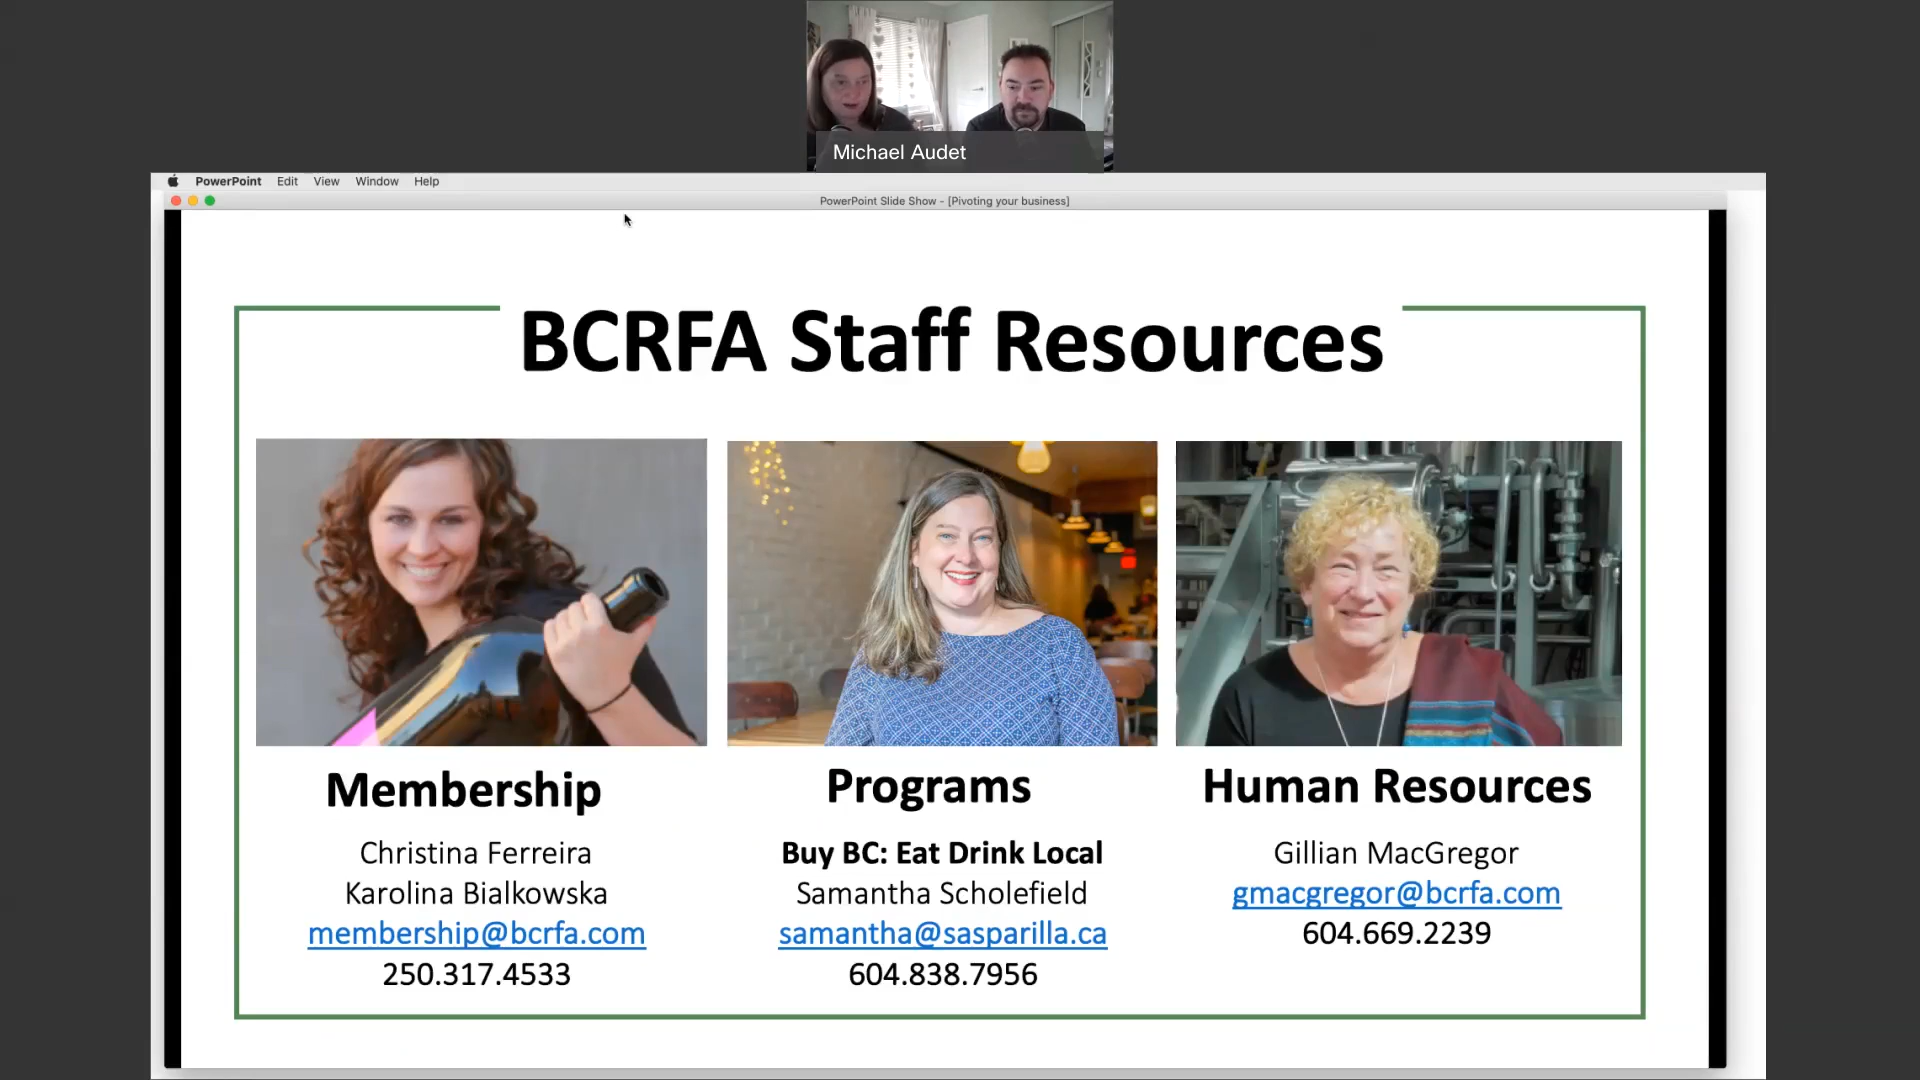 Michael Audet
PowerPoint Edit View Window Help
PowerPoint Slide Show - [Pivoting your business]
BCRFA Staff Resources
Membership
Christina Ferreira
Karolina Bialkowska
membership@bcrfa.com
250.317.4533
Programs
Buy BC: Eat Drink Local
Samantha Scholefield
samantha@sasparilla.ca
604.838.7956
Human Resources
Gillian MacGregor
gmacgregor@bcrfa.com
604.669.2239